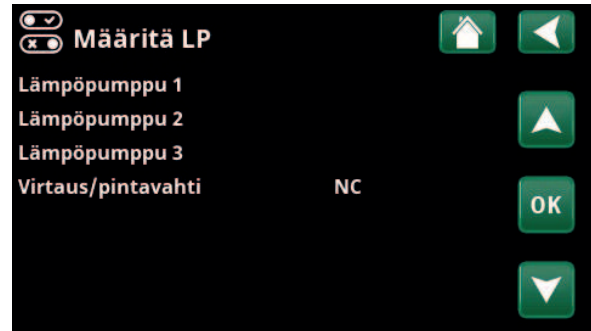 Määritä LP
Lämpöpumppu 1
Lämpöpumppu 2
Lämpöpumppu 3
Virtaus/pintavahti NC
OK